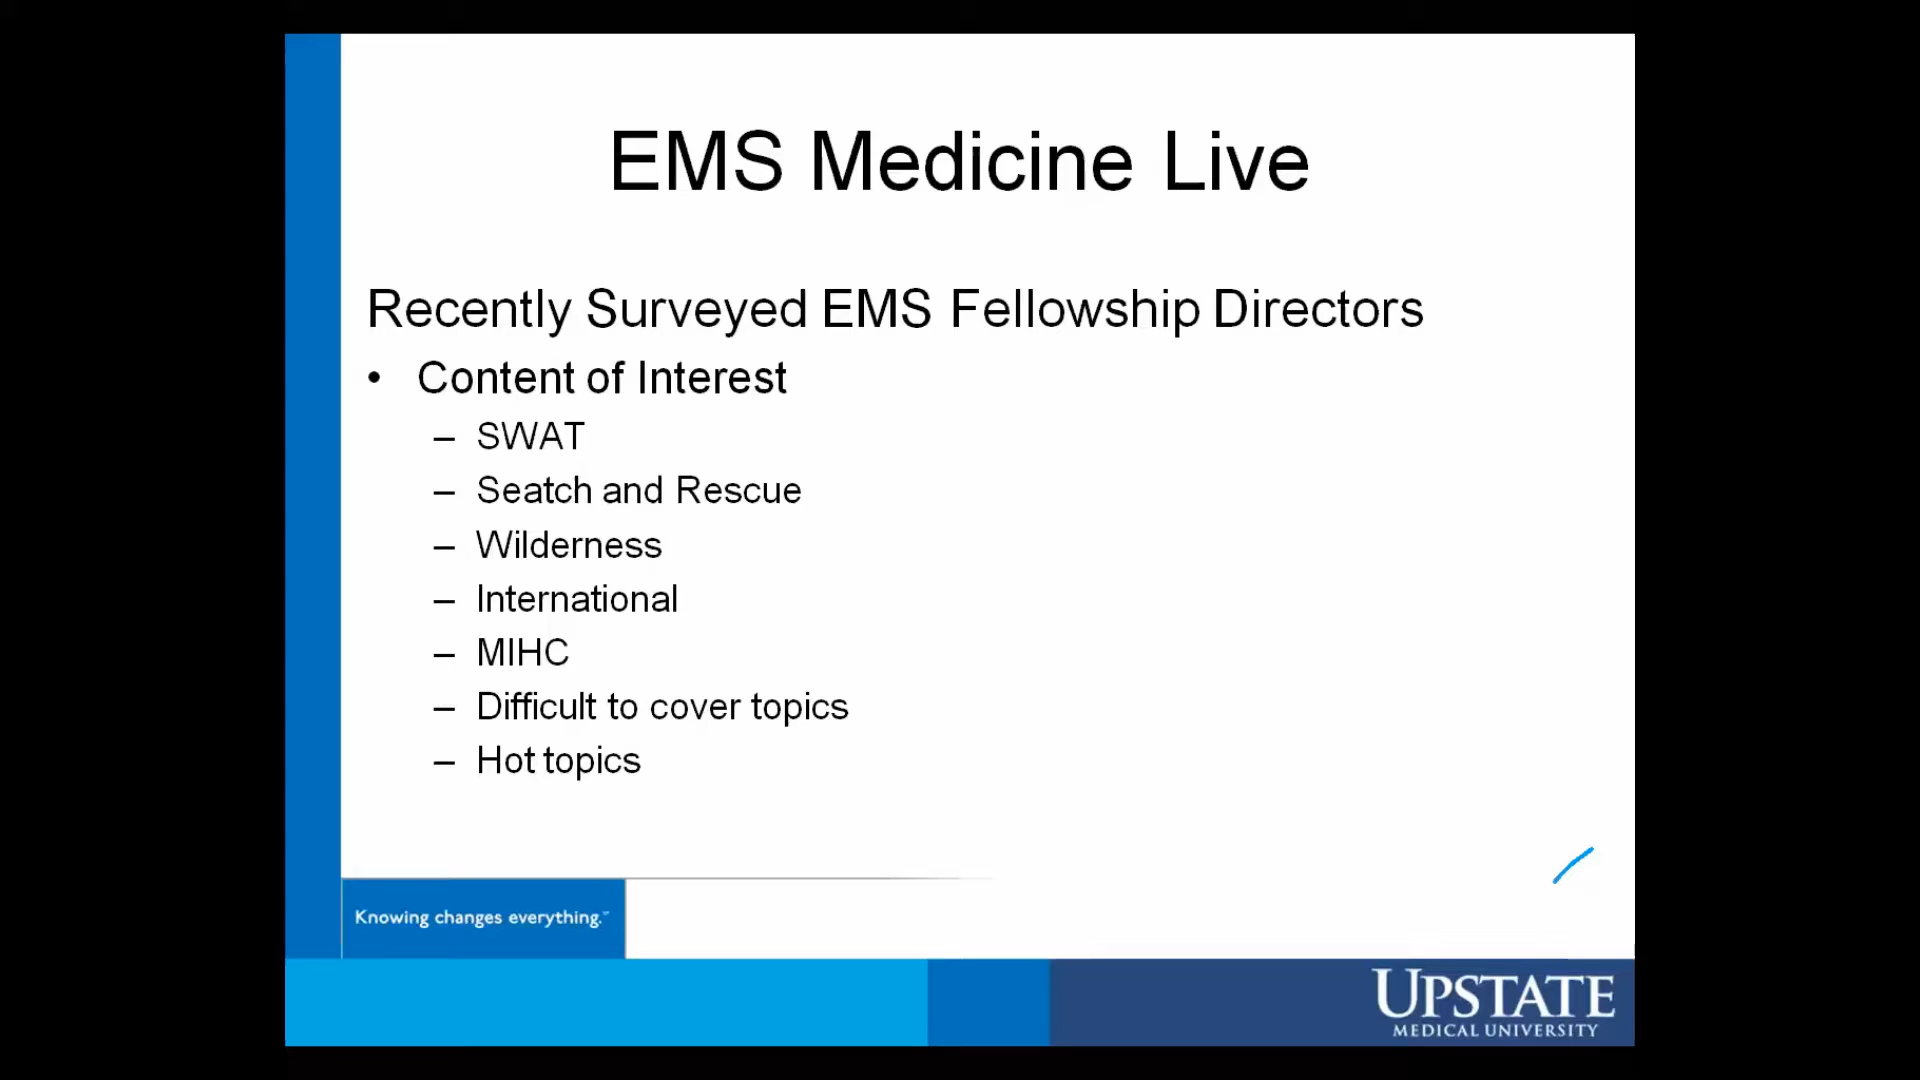 EMS Medicine Live
Recently Surveyed EMS Fellowship Directors
• Content of Interest
– SWAT
– Seatch and Rescue
– Wilderness
– International
– MIHC
– Difficult to cover topics
– Hot topics
Knowing changes everything.℠
UPSTATE
MEDICAL UNIVERSITY